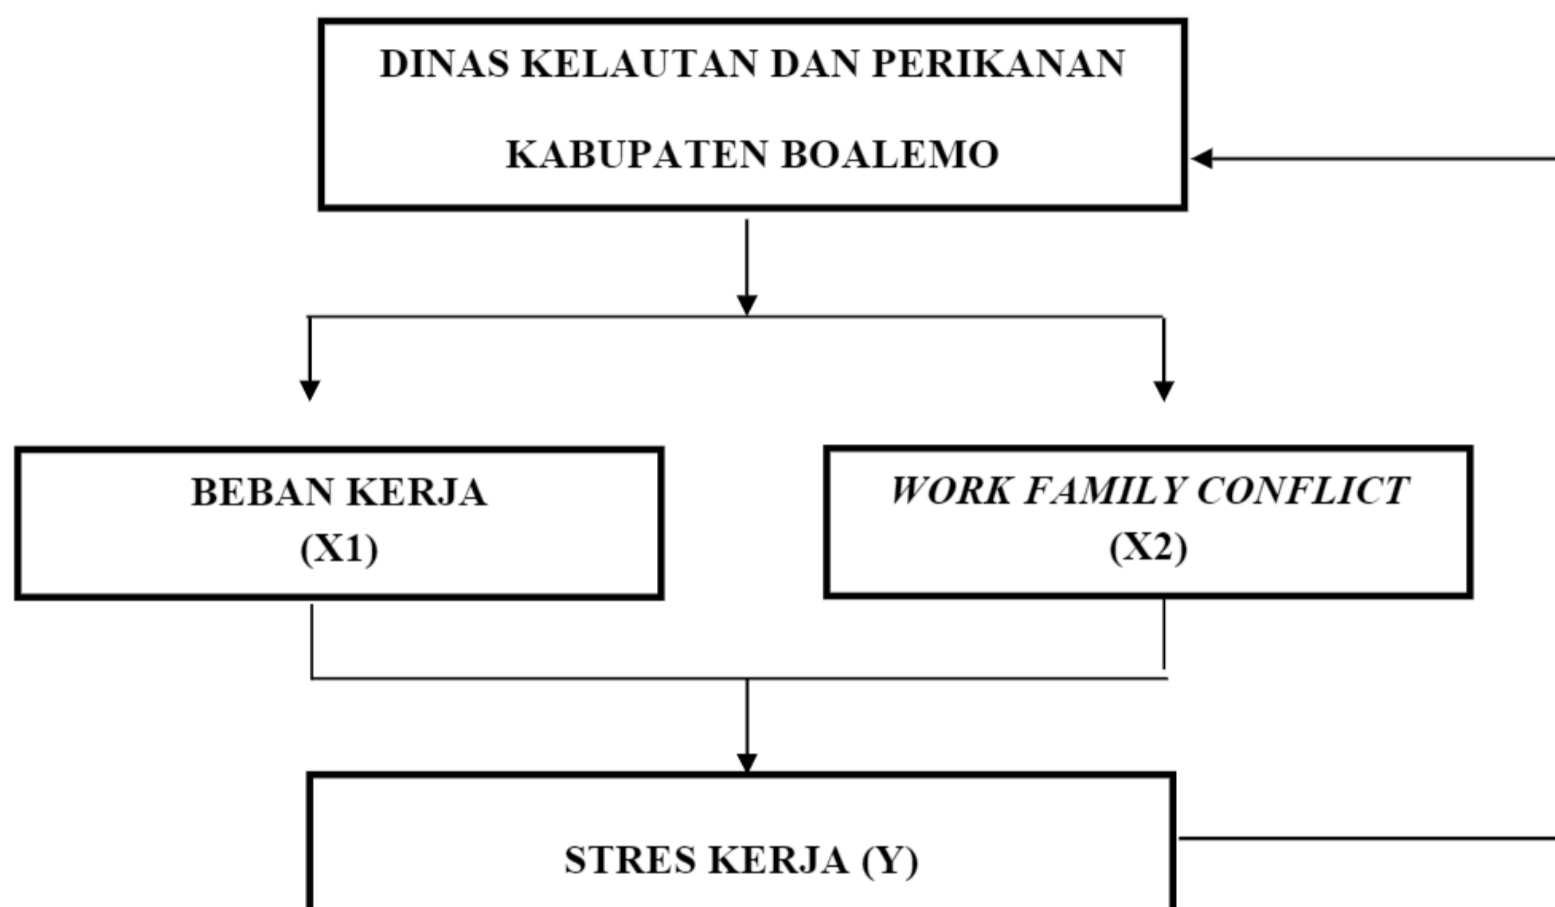 DINAS KELAUTAN DAN PERIKANAN
KABUPATEN BOALEMO
BEBAN KERJA
(X1)
WORK FAMILY CONFLICT
(X2)
STRES KERJA (Y)